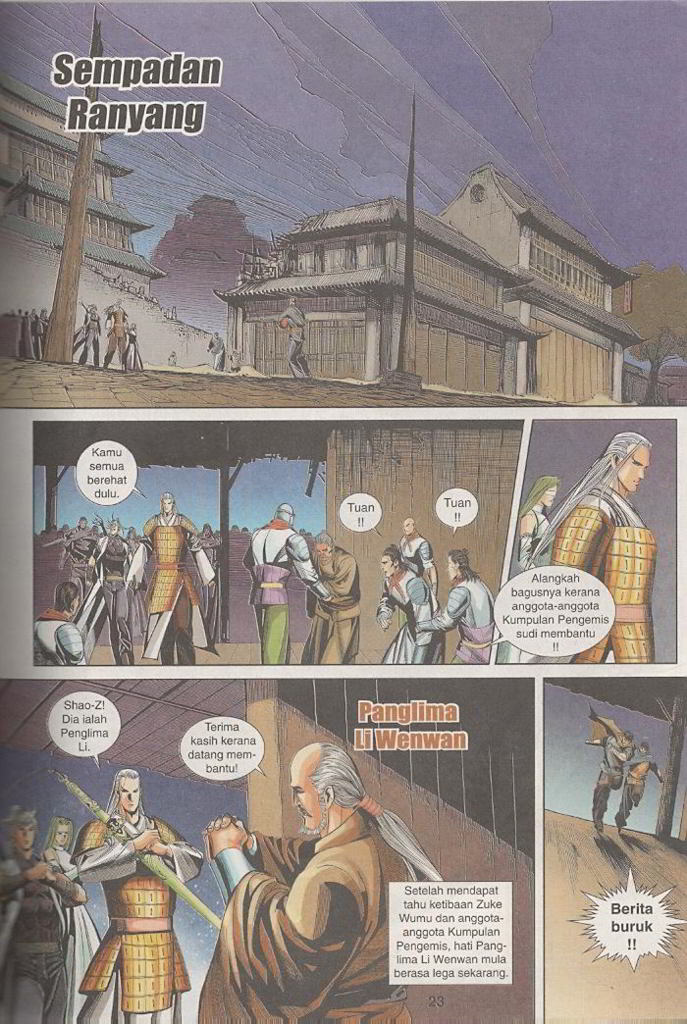 Sempadan
Ranyang
Kamu
semua
berehat
dulu.
Tuan
!!
Tuan
!!
Alangkah
bagusnya kerana
anggota-anggota
Kumpulan Pengemis
sudi membantu
!!
Shao-Z!
Dia ialah
Penglima
Li.
Terima
kasih kerana
datang mem-
bantu!
Panglima
Li Wenwan
Setelah mendapat
tahu ketibaan Zuke
Wumu dan anggota-
anggota Kumpulan
Pengemis, hati Pang-
lima Li Wenwan mula
berasa lega sekarang.
Berita
buruk
!!
23